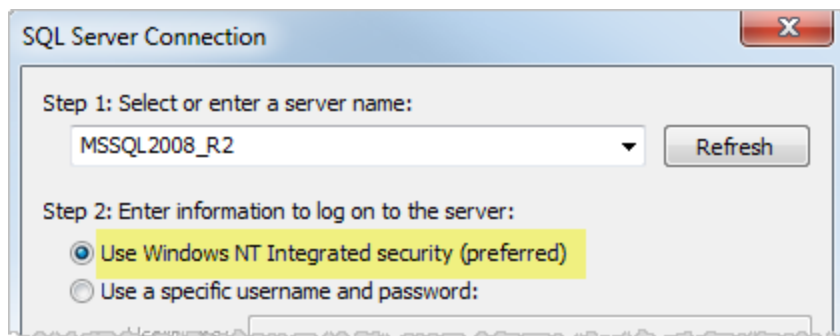 SQL Server Connection
Step 1: Select or enter a server name:
MSSQL2008_R2
Refresh
Step 2: Enter information to log on to the server:
Use Windows NT Integrated security (preferred)
Use a specific username and password: